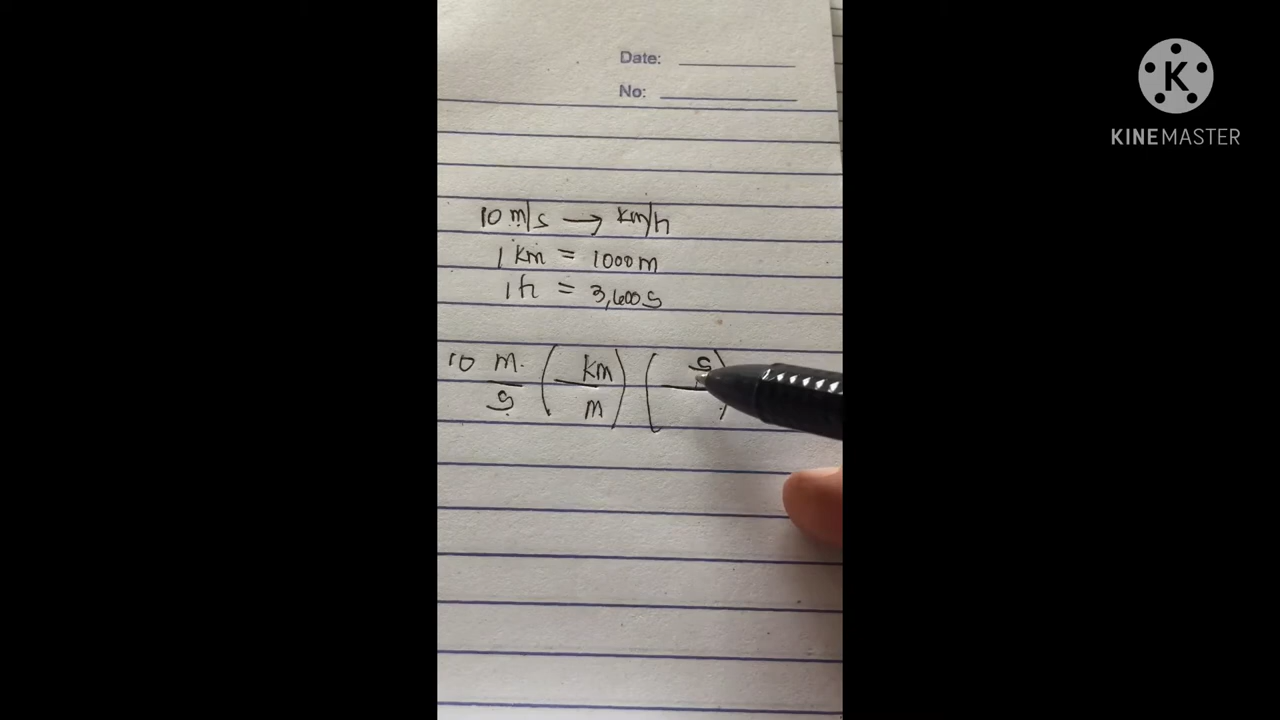 Date:
No:
K
KINEMASTER
10 m/s → km/h
1 km = 1000 m
1 h = 3,600 s
10 m/s (km/m) (s/